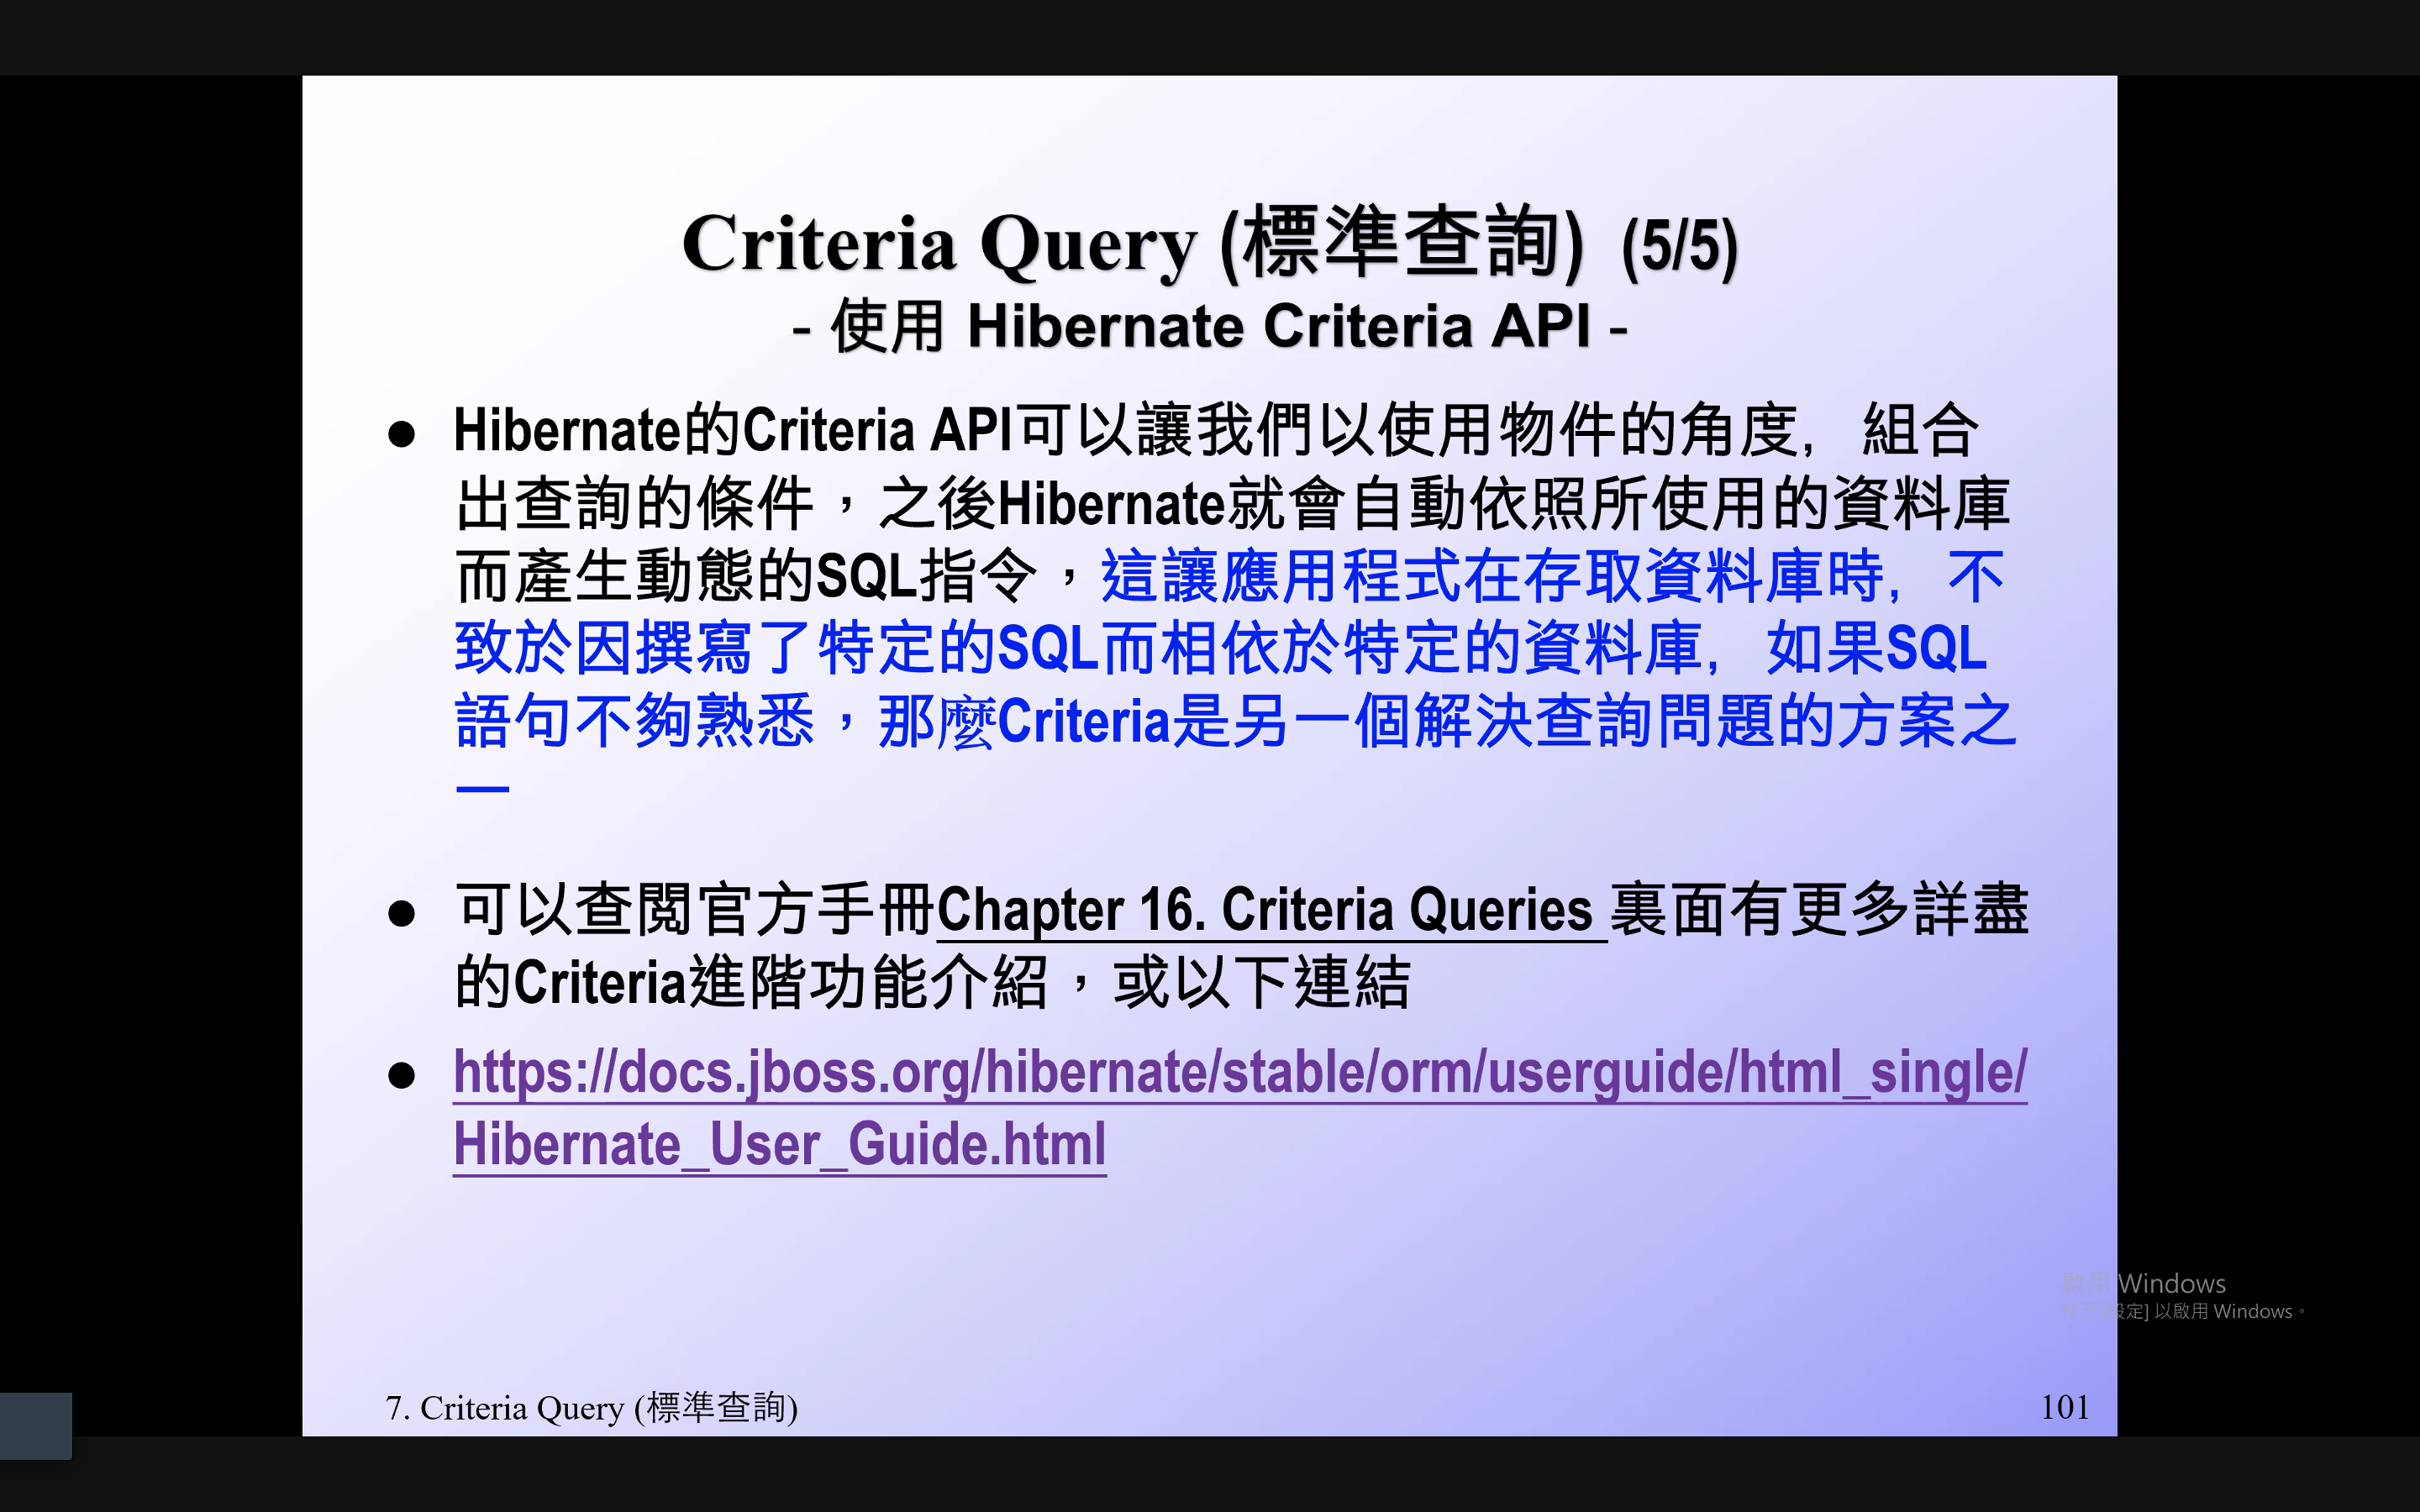 Criteria Query (標準查詢) (5/5)
- 使用 Hibernate Criteria API -
● Hibernate的Criteria API可以讓我們以使用物件的角度, 組合
出查詢的條件，之後Hibernate就會自動依照所使用的資料庫
而產生動態的SQL指令，這讓應用程式在存取資料庫時, 不
致於因撰寫了特定的SQL而相依於特定的資料庫, 如果SQL
語句不夠熟悉，那麼Criteria是另一個解決查詢問題的方案之
一
● 可以查閱官方手冊Chapter 16. Criteria Queries 裏面有更多詳盡
的Criteria進階功能介紹，或以下連結
● https://docs.jboss.org/hibernate/stable/orm/userguide/html_single/
Hibernate_User_Guide.html
啟用 Windows
設定] 以啟用 Windows。
7. Criteria Query (標準查詢)
101